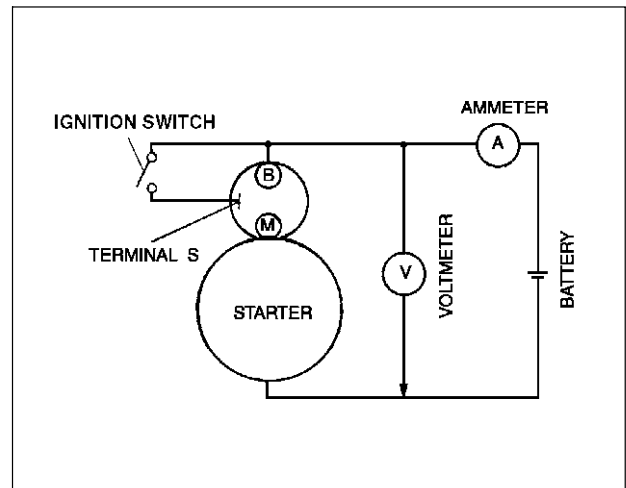 AMMETER
IGNITION SWITCH
A
B
M
TERMINAL S
V
VOLTMETER
BATTERY
STARTER